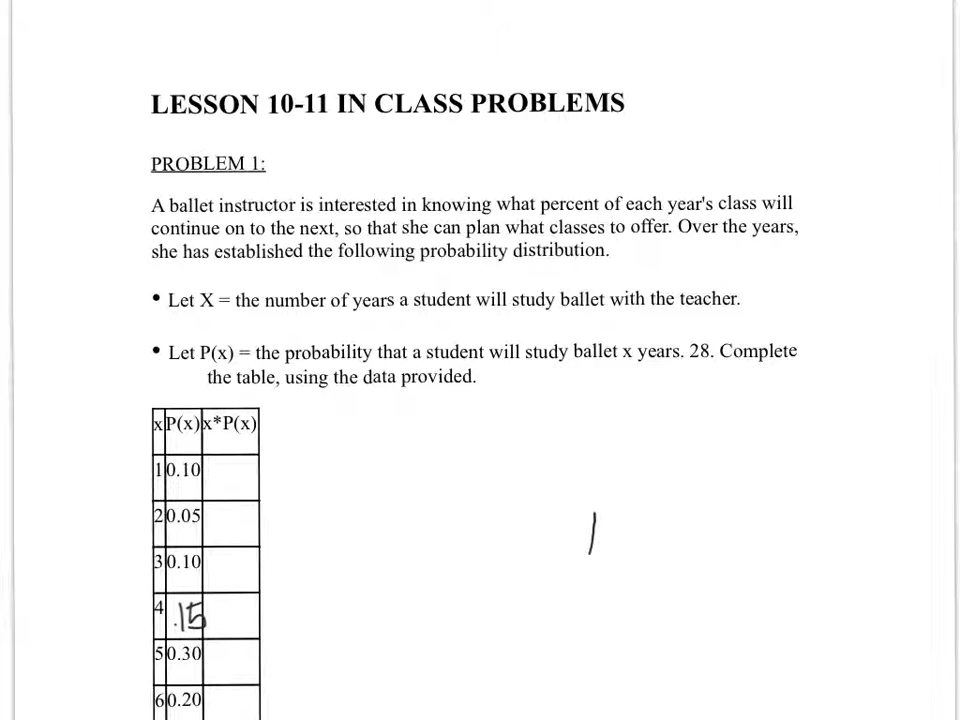 LESSON 10-11 IN CLASS PROBLEMS
PROBLEM 1:
A ballet instructor is interested in knowing what percent of each year's class will
continue on to the next, so that she can plan what classes to offer. Over the years,
she has established the following probability distribution.
• Let X = the number of years a student will study ballet with the teacher.
• Let P(x) = the probability that a student will study ballet x years. 28. Complete
the table, using the data provided.
x P(x) x*P(x)
1 0.10
2 0.05
3 0.10
4 .15
5 0.30
6 0.20